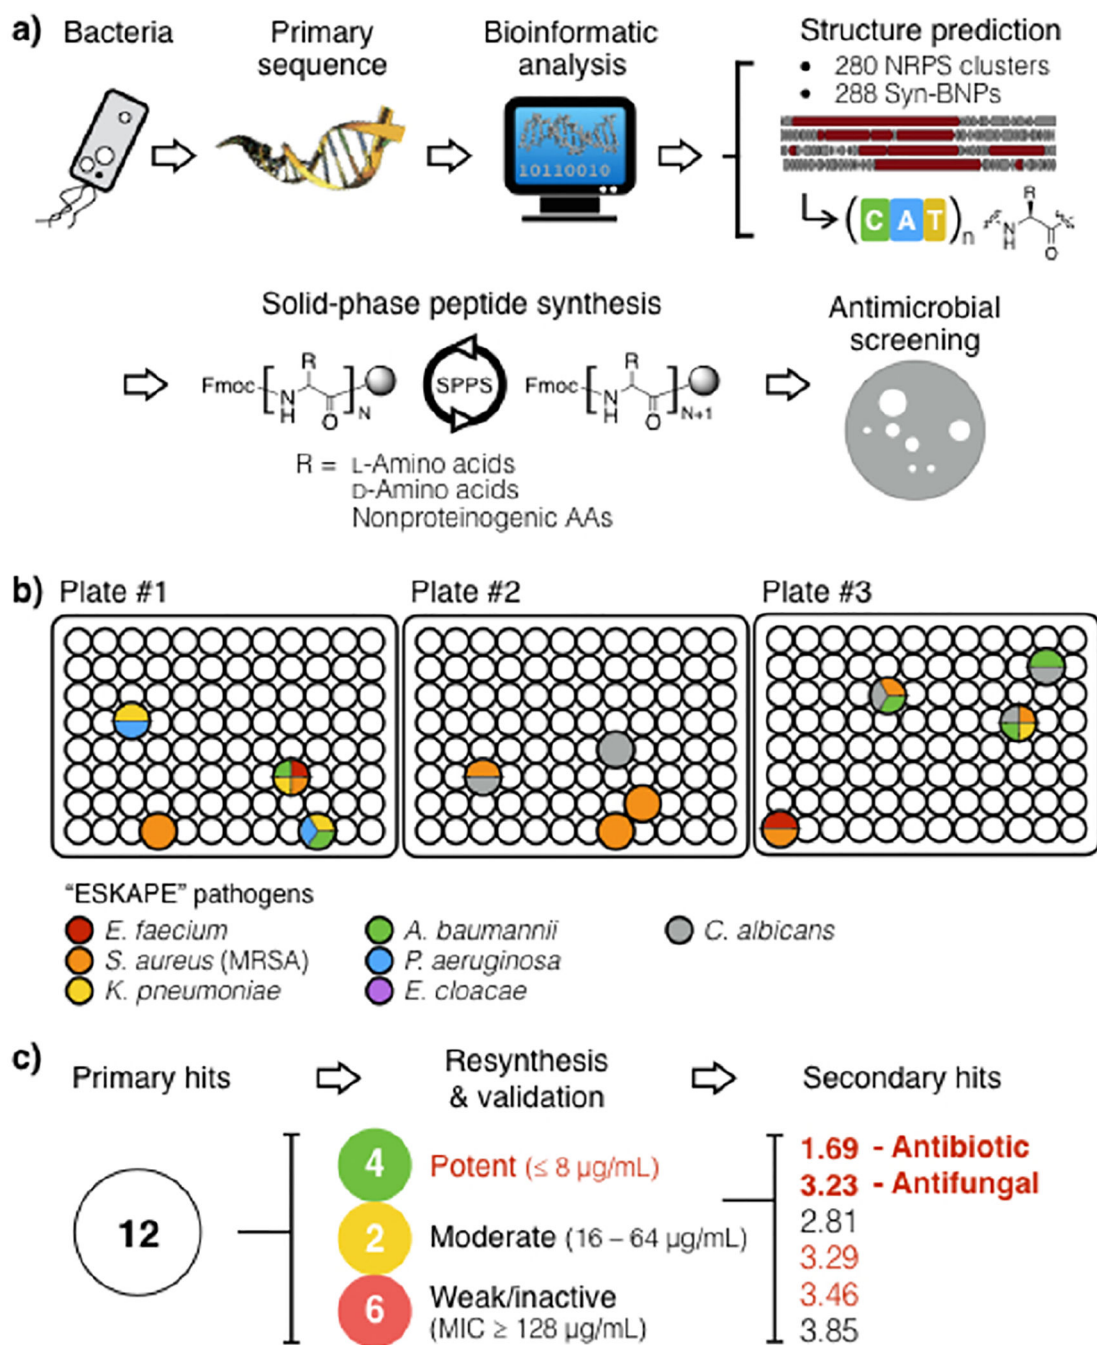 a)
Bacteria
Primary
sequence
Bioinformatic
analysis
10110010
Structure prediction
• 280 NRPS clusters
• 288 Syn-BNPs
( C A T )n
R
N
H
O
Solid-phase peptide synthesis
Fmoc
R
N
H
O
N
SPPS
Fmoc
R
N
H
O
N+1
R = L-Amino acids
D-Amino acids
Nonproteinogenic AAs
Antimicrobial
screening
b)
Plate #1
Plate #2
Plate #3
“ESKAPE” pathogens
E. faecium
S. aureus (MRSA)
K. pneumoniae
A. baumannii
P. aeruginosa
E. cloacae
C. albicans
c)
Primary hits
Resynthesis
& validation
Secondary hits
12
4 Potent (≤ 8 µg/mL)
2 Moderate (16 – 64 µg/mL)
6 Weak/inactive
(MIC ≥ 128 µg/mL)
1.69 - Antibiotic
3.23 - Antifungal
2.81
3.29
3.46
3.85